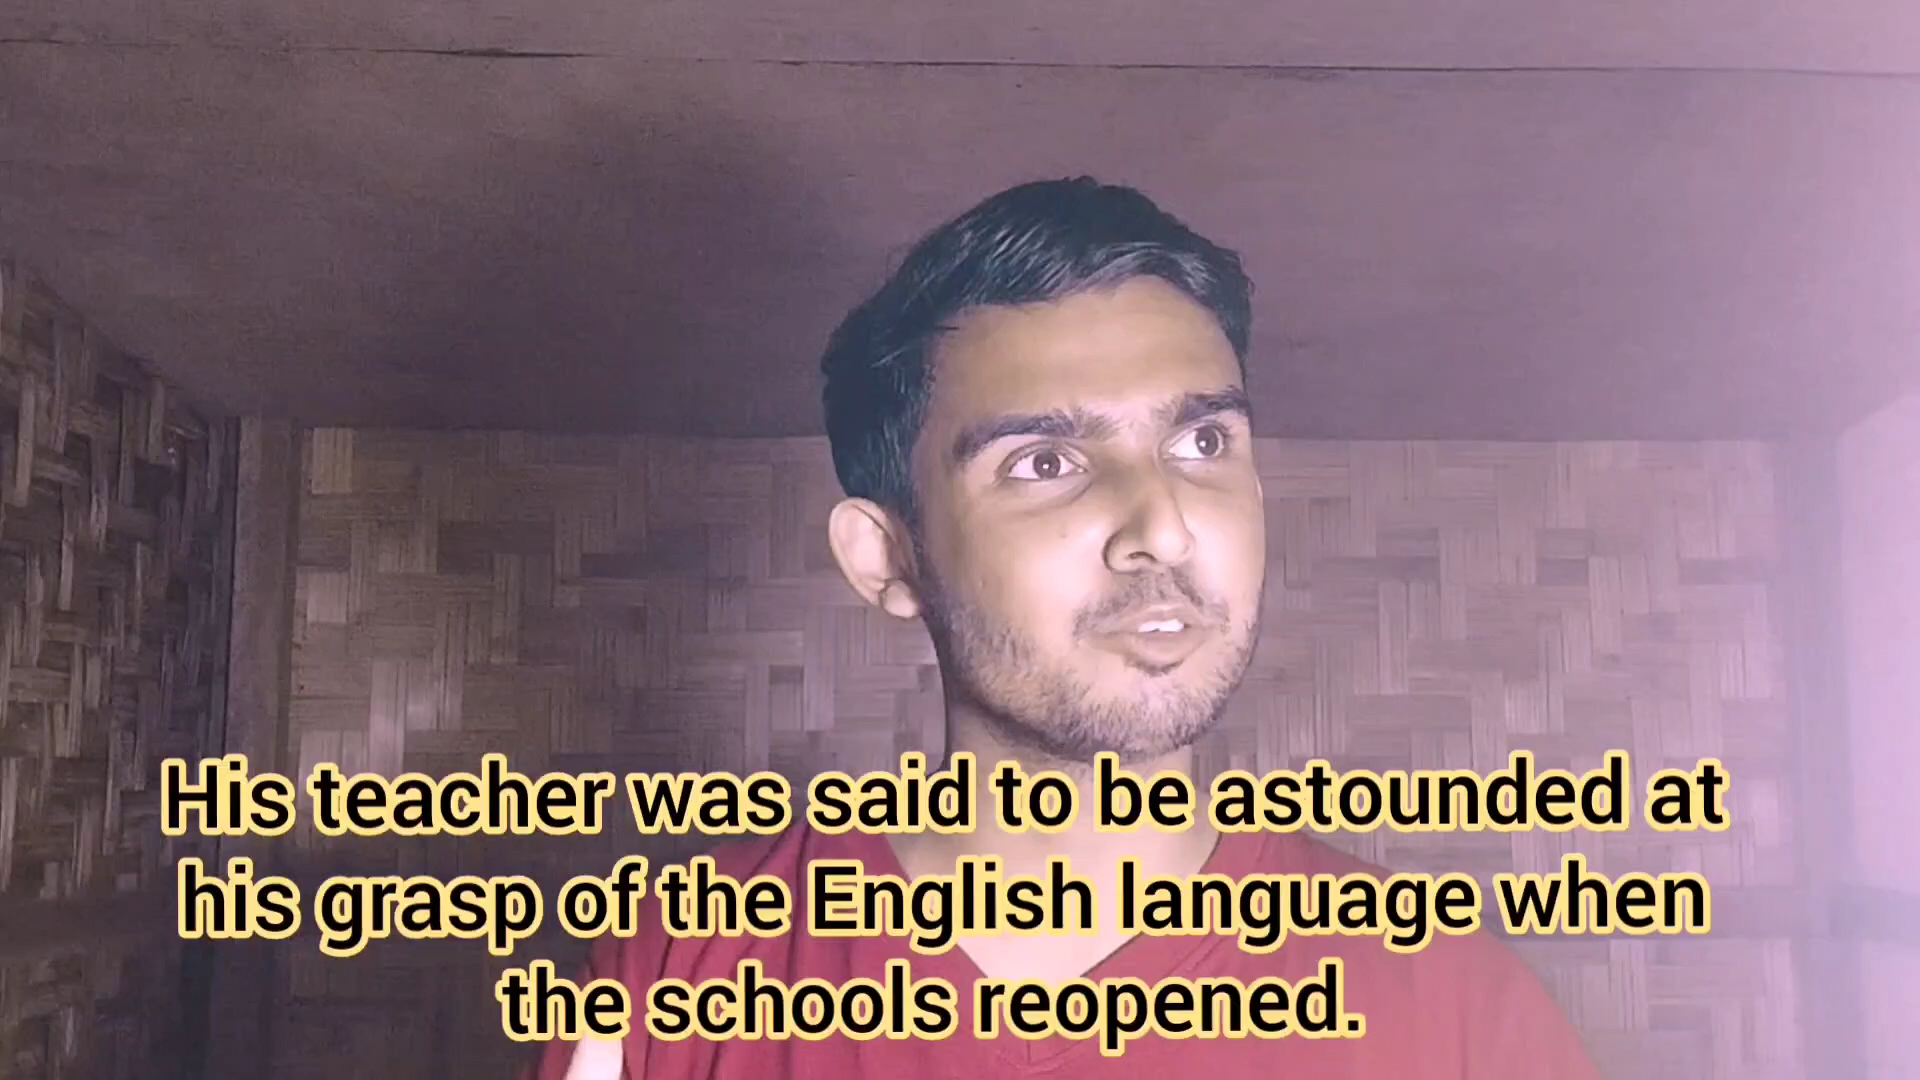 His teacher was said to be astounded at
his grasp of the English language when
the schools reopened.